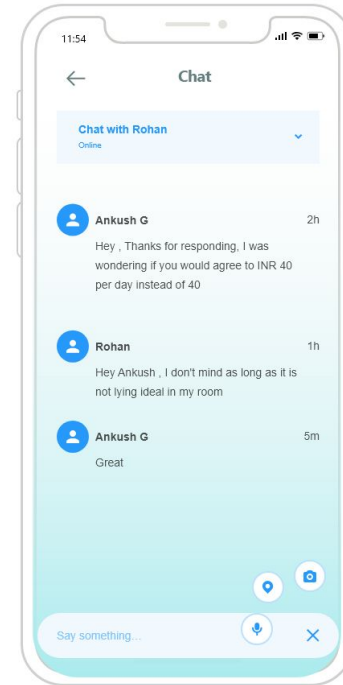 11:54
Chat
Chat with Rohan
Online
Ankush G 2h
Hey , Thanks for responding, I was
wondering if you would agree to INR 40
per day instead of 40
Rohan 1h
Hey Ankush , I don't mind as long as it is
not lying ideal in my room
Ankush G 5m
Great
Say something...